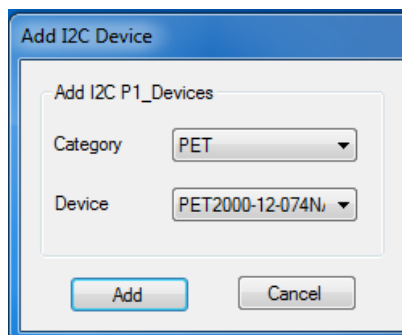 Add I2C Device
Add I2C P1_Devices
Category PET
Device PET2000-12-074N
Add Cancel